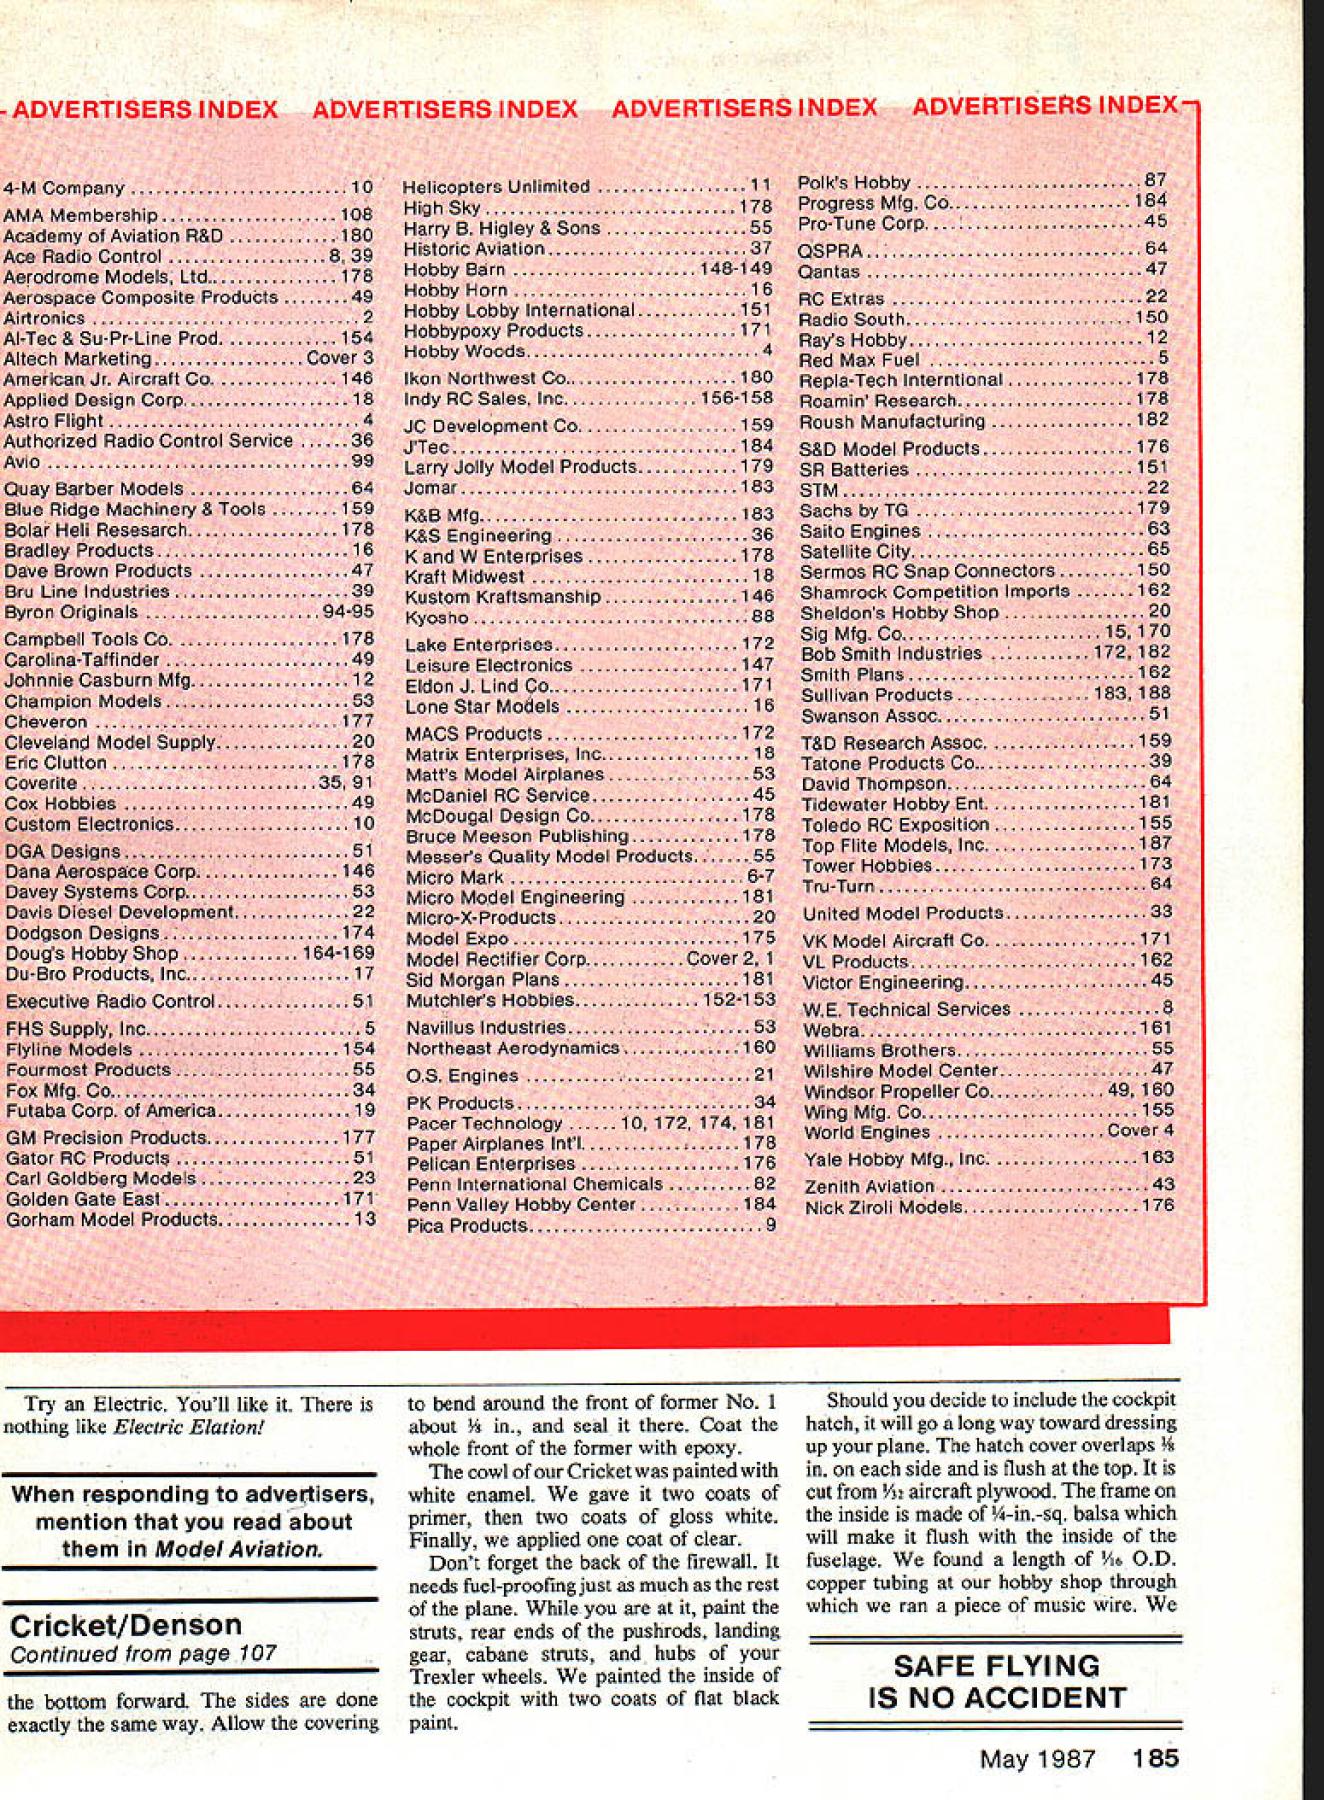 ADVERTISERS INDEX ADVERTISERS INDEX ADVERTISERS INDEX ADVERTISERS INDEX
4-M Company 10
AMA Membership 108
Academy of Aviation R&D 180
Ace Radio Control 8, 39
Aerodrome Models, Ltd. 178
Aerospace Composite Products 49
Airtronics 2
Al-Tec & Su-Pr-Line Prod. 154
Altech Marketing Cover 3
American Jr. Aircraft Co. 146
Applied Design Corp. 18
Astro Flight 4
Authorized Radio Control Service 36
Avio 99
Quay Barber Models 64
Blue Ridge Machinery & Tools 159
Bolar Heli Resesarch 178
Bradley Products 16
Dave Brown Products 47
Bru Line Industries 39
Byron Originals 94-95
Campbell Tools Co. 178
Carolina-Taffinder 49
Johnnie Casburn Mfg. 12
Champion Models 53
Cheveron 177
Cleveland Model Supply 20
Eric Clutton 178
Coverite 35, 91
Cox Hobbies 49
Custom Electronics 10
DGA Designs 51
Dana Aerospace Corp. 146
Davey Systems Corp. 53
Davis Diesel Development 22
Dodgson Designs 174
Doug's Hobby Shop 164-169
Du-Bro Products, Inc. 17
Executive Radio Control 51
FHS Supply, Inc. 5
Flyline Models 154
Fourmost Products 55
Fox Mfg. Co. 34
Futaba Corp. of America 19
GM Precision Products 177
Gator RC Products 51
Carl Goldberg Models 23
Golden Gate East 171
Gorham Model Products 13
Helicopters Unlimited 11
High Sky 178
Harry B. Higley & Sons 55
Historic Aviation 37
Hobby Barn 148-149
Hobby Horn 16
Hobby Lobby International 151
Hobbypoxy Products 171
Hobby Woods 4
Ikon Northwest Co. 180
Indy RC Sales, Inc. 156-158
JC Development Co. 159
J'Tec 184
Larry Jolly Model Products 179
Jomar 183
K&B Mfg. 183
K&S Engineering 36
K and W Enterprises 178
Kraft Midwest 18
Kustom Kraftsmanship 146
Kyosho 88
Lake Enterprises 172
Leisure Electronics 147
Eldon J. Lind Co. 171
Lone Star Models 16
MACS Products 172
Matrix Enterprises, Inc. 18
Matt's Model Airplanes 53
McDaniel RC Service 45
McDougal Design Co. 178
Bruce Meeson Publishing 178
Messer's Quality Model Products 55
Micro Mark 6-7
Micro Model Engineering 181
Micro-X-Products 20
Model Expo 175
Model Rectifier Corp. Cover 2, 1
Sid Morgan Plans 181
Mutchler's Hobbies 152-153
Navillus Industries 53
Northeast Aerodynamics 160
O.S. Engines 21
PK Products 34
Pacer Technology 10, 172, 174, 181
Paper Airplanes Int'l. 178
Pelican Enterprises 176
Penn International Chemicals 82
Penn Valley Hobby Center 184
Pica Products 9
Polk's Hobby 87
Progress Mfg. Co. 184
Pro-Tune Corp. 45
QSPRA 64
Qantas 47
RC Extras 22
Radio South 150
Ray's Hobby 12
Red Max Fuel 5
Repla-Tech Interntional 178
Roamin' Research 178
Roush Manufacturing 182
S&D Model Products 176
SR Batteries 151
STM 22
Sachs by TG 179
Saito Engines 63
Satellite City 65
Sermos RC Snap Connectors 150
Shamrock Competition Imports 162
Sheldon's Hobby Shop 20
Sig Mfg. Co. 15, 170
Bob Smith Industries 172, 182
Smith Plans 162
Sullivan Products 183, 188
Swanson Assoc. 51
T&D Research Assoc. 159
Tatone Products Co. 39
David Thompson 64
Tidewater Hobby Ent. 181
Toledo RC Exposition 155
Top Flite Models, Inc. 187
Tower Hobbies 173
Tru-Turn 64
United Model Products 33
VK Model Aircraft Co. 171
VL Products 162
Victor Engineering 45
W.E. Technical Services 8
Webra 161
Williams Brothers 55
Wilshire Model Center 47
Windsor Propeller Co. 49, 160
Wing Mfg. Co. 155
World Engines Cover 4
Yale Hobby Mfg., Inc. 163
Zenith Aviation 43
Nick Ziroli Models 176
Try an Electric. You'll like it. There is
nothing like Electric Elation!
When responding to advertisers,
mention that you read about
them in Model Aviation.
Cricket/Denson
Continued from page 107
the bottom forward. The sides are done
exactly the same way. Allow the covering
to bend around the front of former No. 1
about ⅛ in., and seal it there. Coat the
whole front of the former with epoxy.
The cowl of our Cricket was painted with
white enamel. We gave it two coats of
primer, then two coats of gloss white.
Finally, we applied one coat of clear.
Don't forget the back of the firewall. It
needs fuel-proofing just as much as the rest
of the plane. While you are at it, paint the
struts, rear ends of the pushrods, landing
gear, cabane struts, and hubs of your
Trexler wheels. We painted the inside of
the cockpit with two coats of flat black
paint.
Should you decide to include the cockpit
hatch, it will go a long way toward dressing
up your plane. The hatch cover overlaps ⅛
in. on each side and is flush at the top. It is
cut from 1/32 aircraft plywood. The frame on
the inside is made of ¼-in.-sq. balsa which
will make it flush with the inside of the
fuselage. We found a length of 1/16 O.D.
copper tubing at our hobby shop through
which we ran a piece of music wire. We
SAFE FLYING
IS NO ACCIDENT
May 1987 185